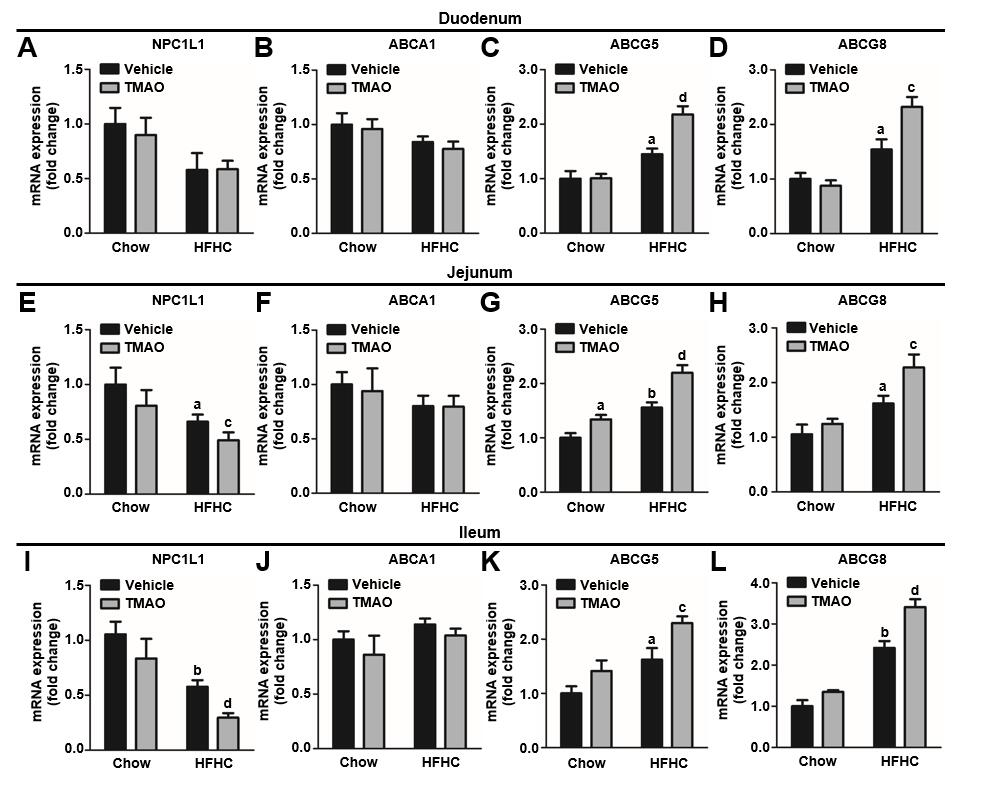 Duodenum
A NPC1L1 B ABCA1 C ABCG5 D ABCG8
mRNA expression
(fold change)
1.5
1.0
0.5
0.0
Vehicle
TMAO
Chow HFHC
mRNA expression
(fold change)
1.5
1.0
0.5
0.0
Vehicle
TMAO
Chow HFHC
mRNA expression
(fold change)
3.0
2.0
1.0
0.0
Vehicle
TMAO
a d
Chow HFHC
mRNA expression
(fold change)
3.0
2.0
1.0
0.0
Vehicle
TMAO
a c
Chow HFHC
Jejunum
E NPC1L1 F ABCA1 G ABCG5 H ABCG8
mRNA expression
(fold change)
1.5
1.0
0.5
0.0
Vehicle
TMAO
a c
Chow HFHC
mRNA expression
(fold change)
1.5
1.0
0.5
0.0
Vehicle
TMAO
Chow HFHC
mRNA expression
(fold change)
3.0
2.0
1.0
0.0
Vehicle
TMAO
a b d
Chow HFHC
mRNA expression
(fold change)
3.0
2.0
1.0
0.0
Vehicle
TMAO
a c
Chow HFHC
Ileum
I NPC1L1 J ABCA1 K ABCG5 L ABCG8
mRNA expression
(fold change)
1.5
1.0
0.5
0.0
Vehicle
TMAO
b d
Chow HFHC
mRNA expression
(fold change)
1.5
1.0
0.5
0.0
Vehicle
TMAO
Chow HFHC
mRNA expression
(fold change)
3.0
2.0
1.0
0.0
Vehicle
TMAO
a c
Chow HFHC
mRNA expression
(fold change)
4.0
3.0
2.0
1.0
0.0
Vehicle
TMAO
b d
Chow HFHC